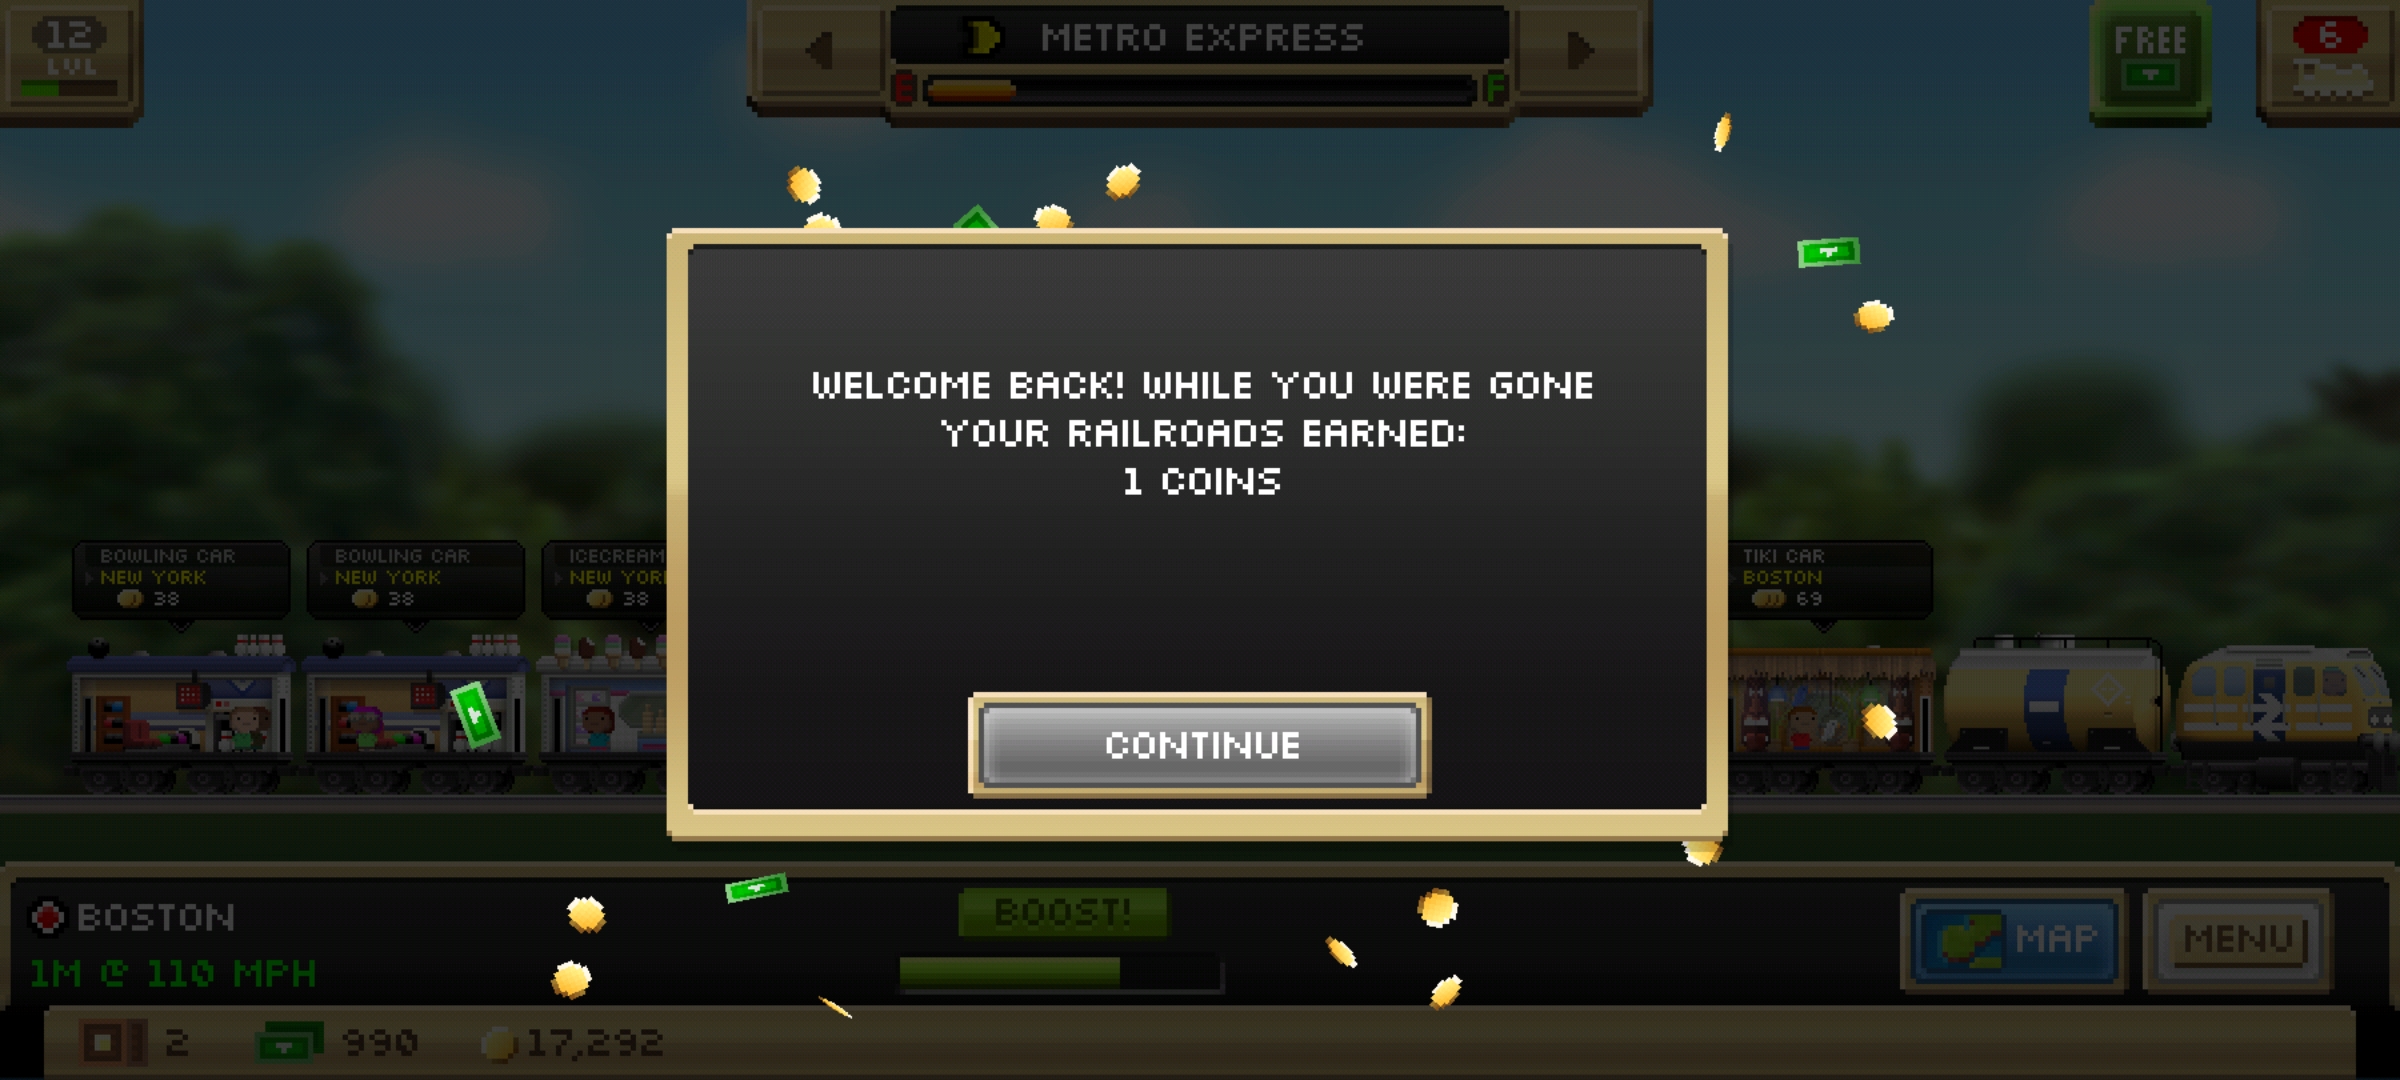 12
LVL
METRO EXPRESS
E
F
FREE
6
WELCOME BACK! WHILE YOU WERE GONE
YOUR RAILROADS EARNED:
1 COINS
CONTINUE
BOWLING CAR
NEW YORK
38
BOWLING CAR
NEW YORK
38
ICECREAM
NEW YOR
38
TIKI CAR
BOSTON
69
BOSTON
1M @ 110 MPH
BOOST!
MAP
MENU
2
990
17,292